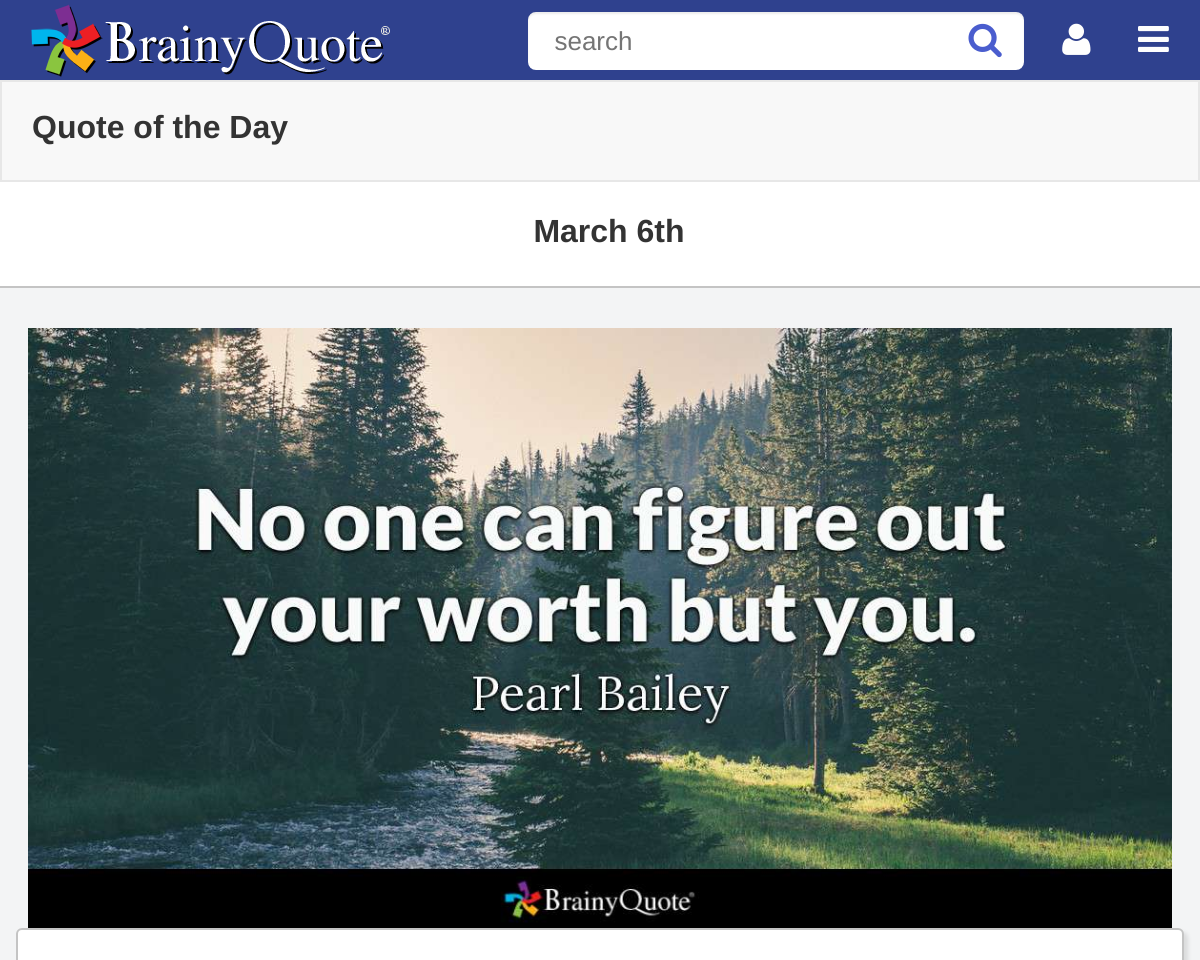 BrainyQuote®
search
Quote of the Day
March 6th
No one can figure out
your worth but you.
Pearl Bailey
BrainyQuote®